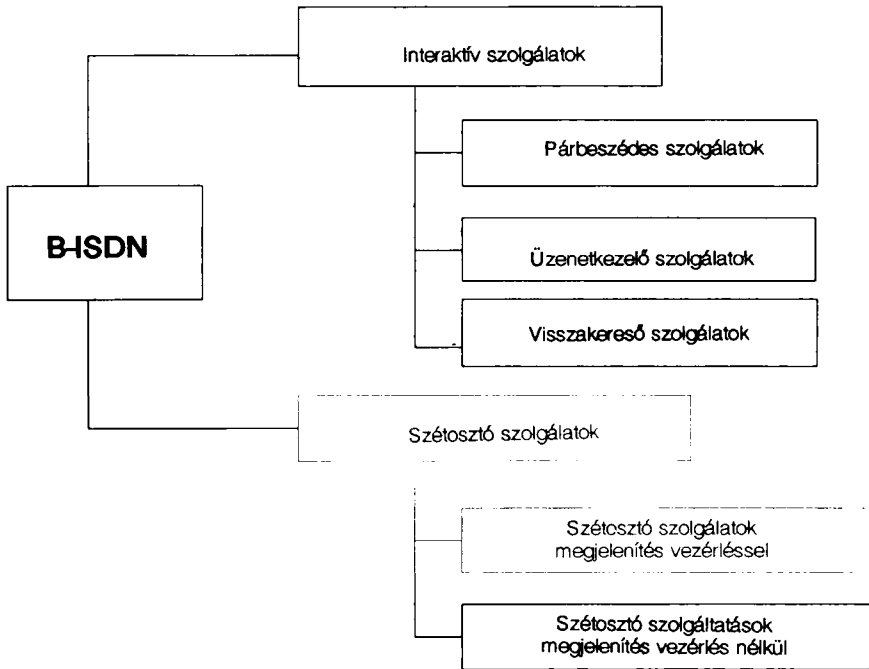 Interaktív szolgálatok
Párbeszédes szolgálatok
B-ISDN
Üzenetkezelő szolgálatok
Visszakereső szolgálatok
Szétosztó szolgálatok
Szétosztó szolgálatok
megjelenítés vezérléssel
Szétosztó szolgáltatások
megjelenítés vezérlés nélkül